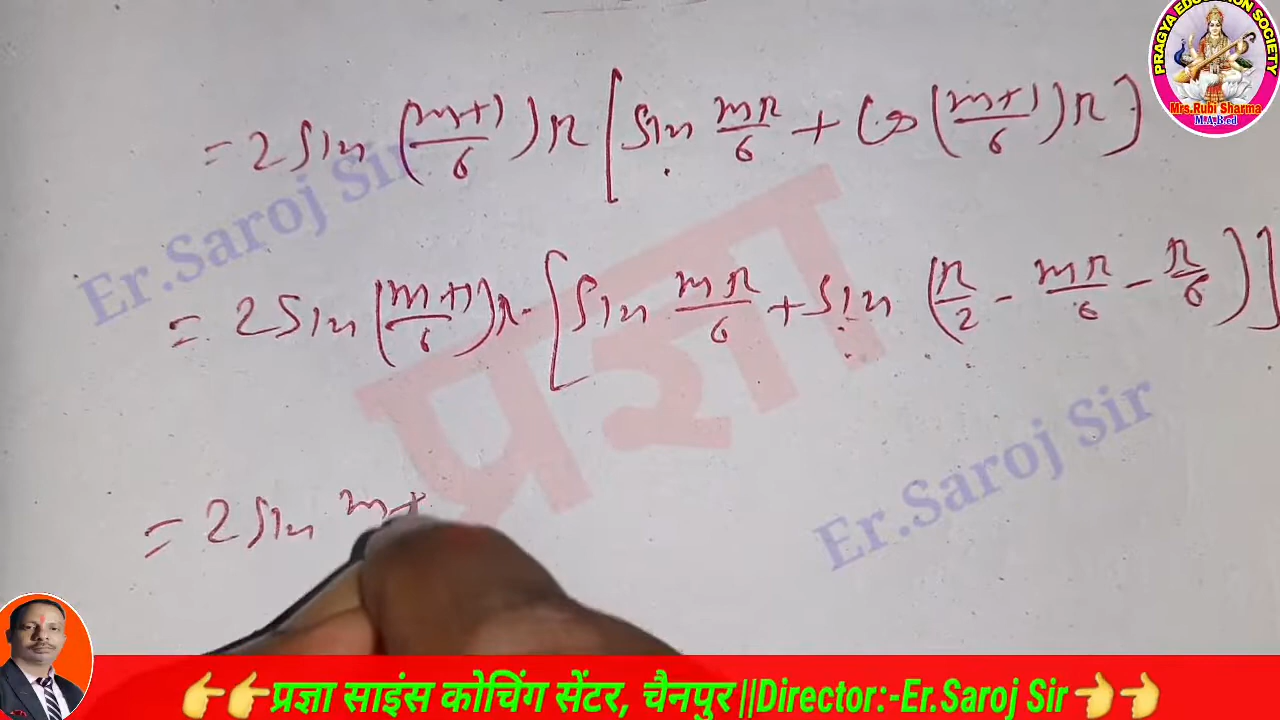 PRAGYA EDUCATION SOCIETY
Mrs.Rubi Sharma
M.A,B.ed
= 2 Sin ((m+1)/6)π [Sin mπ/6 + Cos ((m+1)/6)π]
Er.Saroj Sir
= 2 Sin ((m+1)/6)π · [Sin mπ/6 + Sin (π/2 - mπ/6 - π/6)]
प्रज्ञा
Er.Saroj Sir
= 2 Sin m+
👉👉प्रज्ञा साइंस कोचिंग सेंटर, चैनपुर||Director:-Er.Saroj Sir👈👈